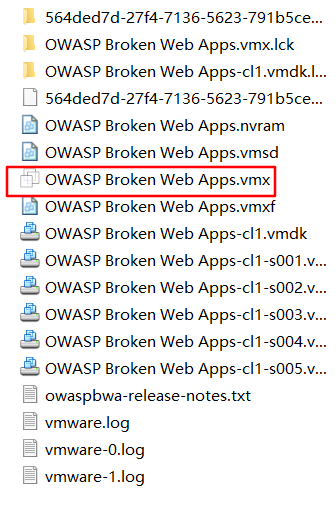 564ded7d-27f4-7136-5623-791b5ce...
OWASP Broken Web Apps.vmx.lck
OWASP Broken Web Apps-cl1.vmdk.l...
564ded7d-27f4-7136-5623-791b5ce...
OWASP Broken Web Apps.nvram
OWASP Broken Web Apps.vmsd
OWASP Broken Web Apps.vmx
OWASP Broken Web Apps.vmxf
OWASP Broken Web Apps-cl1.vmdk
OWASP Broken Web Apps-cl1-s001.v...
OWASP Broken Web Apps-cl1-s002.v...
OWASP Broken Web Apps-cl1-s003.v...
OWASP Broken Web Apps-cl1-s004.v...
OWASP Broken Web Apps-cl1-s005.v...
owaspbwa-release-notes.txt
vmware.log
vmware-0.log
vmware-1.log